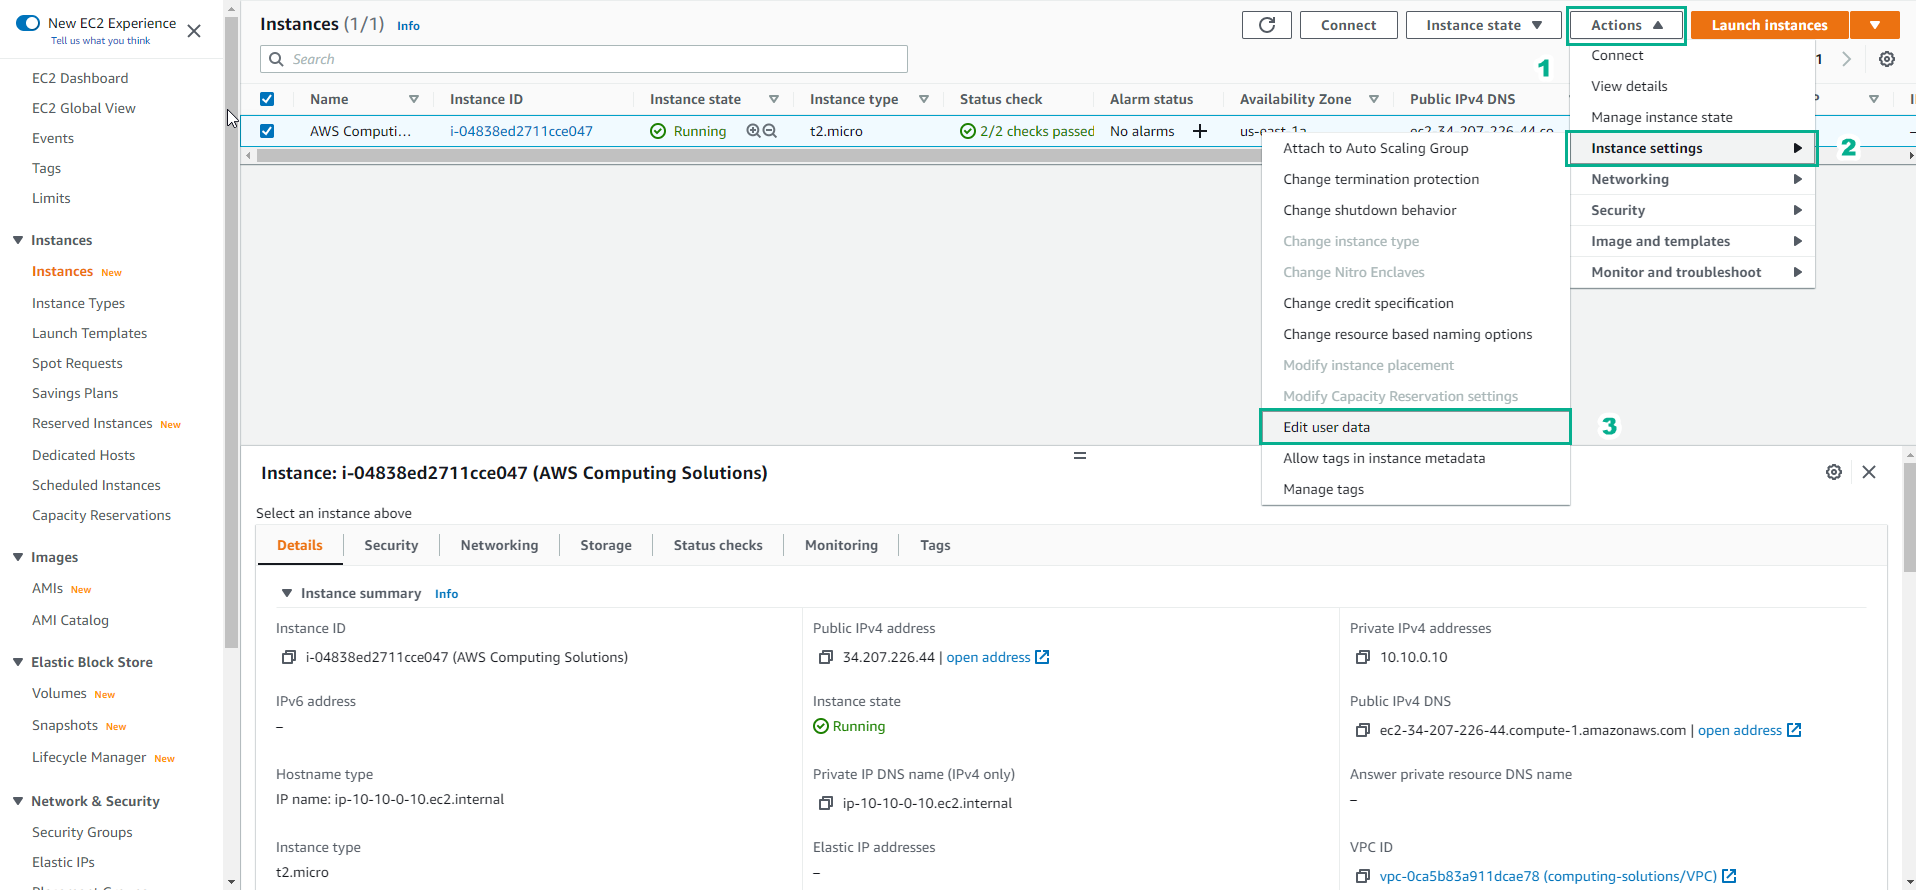 New EC2 Experience
Tell us what you think
EC2 Dashboard
EC2 Global View
Events
Tags
Limits
Instances
Instances New
Instance Types
Launch Templates
Spot Requests
Savings Plans
Reserved Instances New
Dedicated Hosts
Scheduled Instances
Capacity Reservations
Images
AMIs New
AMI Catalog
Elastic Block Store
Volumes New
Snapshots New
Lifecycle Manager New
Network & Security
Security Groups
Elastic IPs
Instances (1/1) Info
Connect
Instance state
Actions
Launch instances
Search
1
1
Name
Instance ID
Instance state
Instance type
Status check
Alarm status
Availability Zone
Public IPv4 DNS
AWS Computi...
i-04838ed2711cce047
Running
t2.micro
2/2 checks passed
No alarms
us-east-1a
ec2-34-207-226-44.co
Connect
View details
Manage instance state
Instance settings
2
Networking
Security
Image and templates
Monitor and troubleshoot
Attach to Auto Scaling Group
Change termination protection
Change shutdown behavior
Change instance type
Change Nitro Enclaves
Change credit specification
Change resource based naming options
Modify instance placement
Modify Capacity Reservation settings
Edit user data
3
Allow tags in instance metadata
Manage tags
Instance: i-04838ed2711cce047 (AWS Computing Solutions)
Select an instance above
Details
Security
Networking
Storage
Status checks
Monitoring
Tags
Instance summary Info
Instance ID
i-04838ed2711cce047 (AWS Computing Solutions)
Public IPv4 address
34.207.226.44 | open address
Private IPv4 addresses
10.10.0.10
IPv6 address
–
Instance state
Running
Public IPv4 DNS
ec2-34-207-226-44.compute-1.amazonaws.com | open address
Hostname type
IP name: ip-10-10-0-10.ec2.internal
Private IP DNS name (IPv4 only)
ip-10-10-0-10.ec2.internal
Answer private resource DNS name
–
Instance type
t2.micro
Elastic IP addresses
–
VPC ID
vpc-0ca5b83a911dcae78 (computing-solutions/VPC)